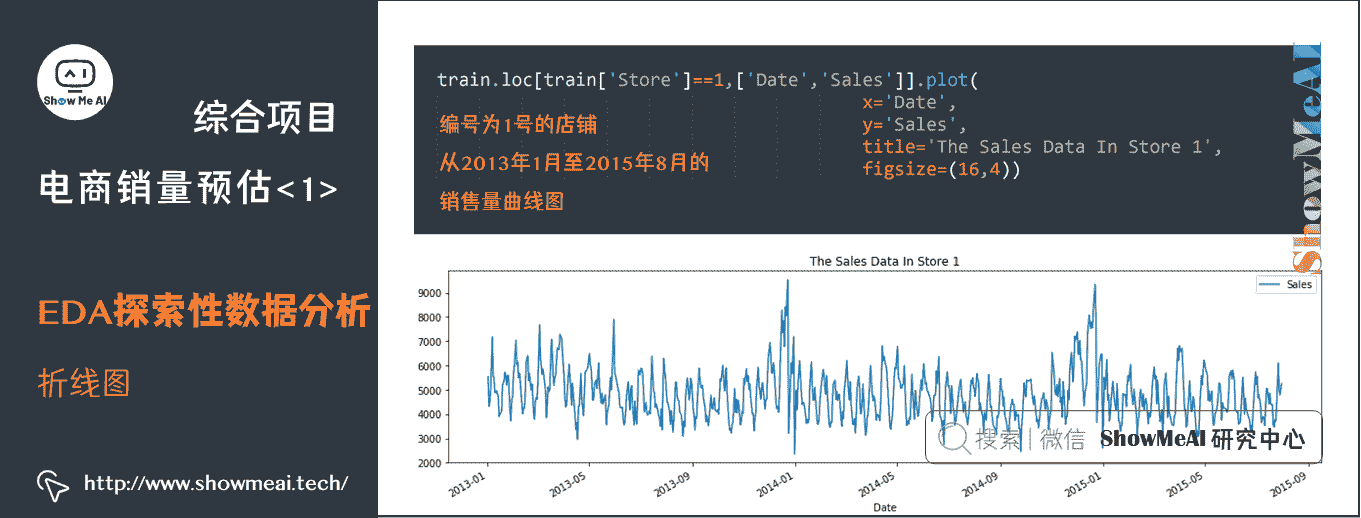 Show Me AI
综合项目
电商销量预估<1>
EDA探索性数据分析
折线图
http://www.showmeai.tech/
train.loc[train['Store']==1,['Date','Sales']].plot(
x='Date',
y='Sales',
title='The Sales Data In Store 1',
figsize=(16,4))
编号为1号的店铺
从2013年1月至2015年8月的
销售量曲线图
ShowMeAI
The Sales Data In Store 1
Sales
9000
8000
7000
6000
5000
4000
3000
2000
搜索|微信 ShowMeAI 研究中心
2013-01
2013-05
2013-09
2014-01
2014-05
2014-09
2015-01
2015-05
2015-09
Date